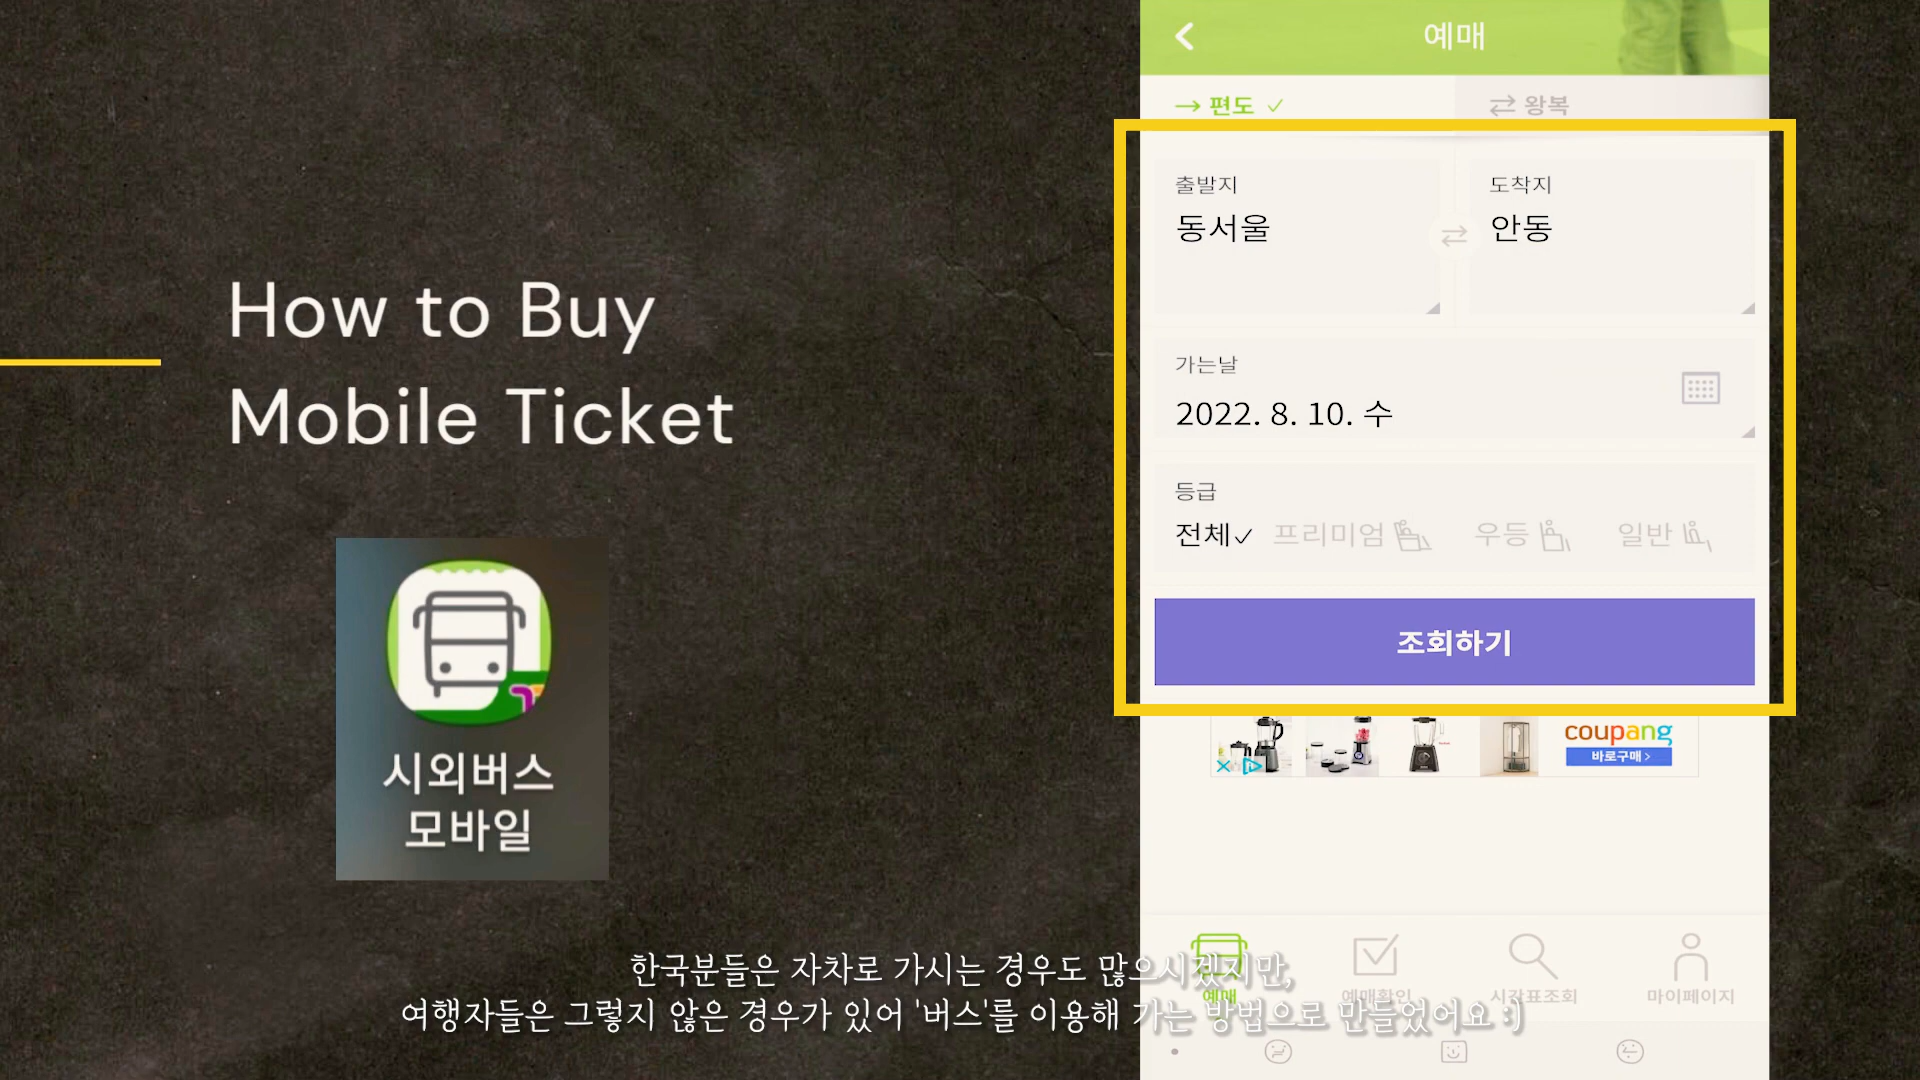 How to Buy
Mobile Ticket
시외버스
모바일
예매
편도
왕복
출발지
동서울
도착지
안동
가는날
2022. 8. 10. 수
등급
전체
프리미엄
우등
일반
조회하기
coupang
바로구매
예매
예매확인
시간표조회
마이페이지
한국분들은 자차로 가시는 경우도 많으시겠지만,
여행자들은 그렇지 않은 경우가 있어 '버스'를 이용해 가는 방법으로 만들었어요 :)